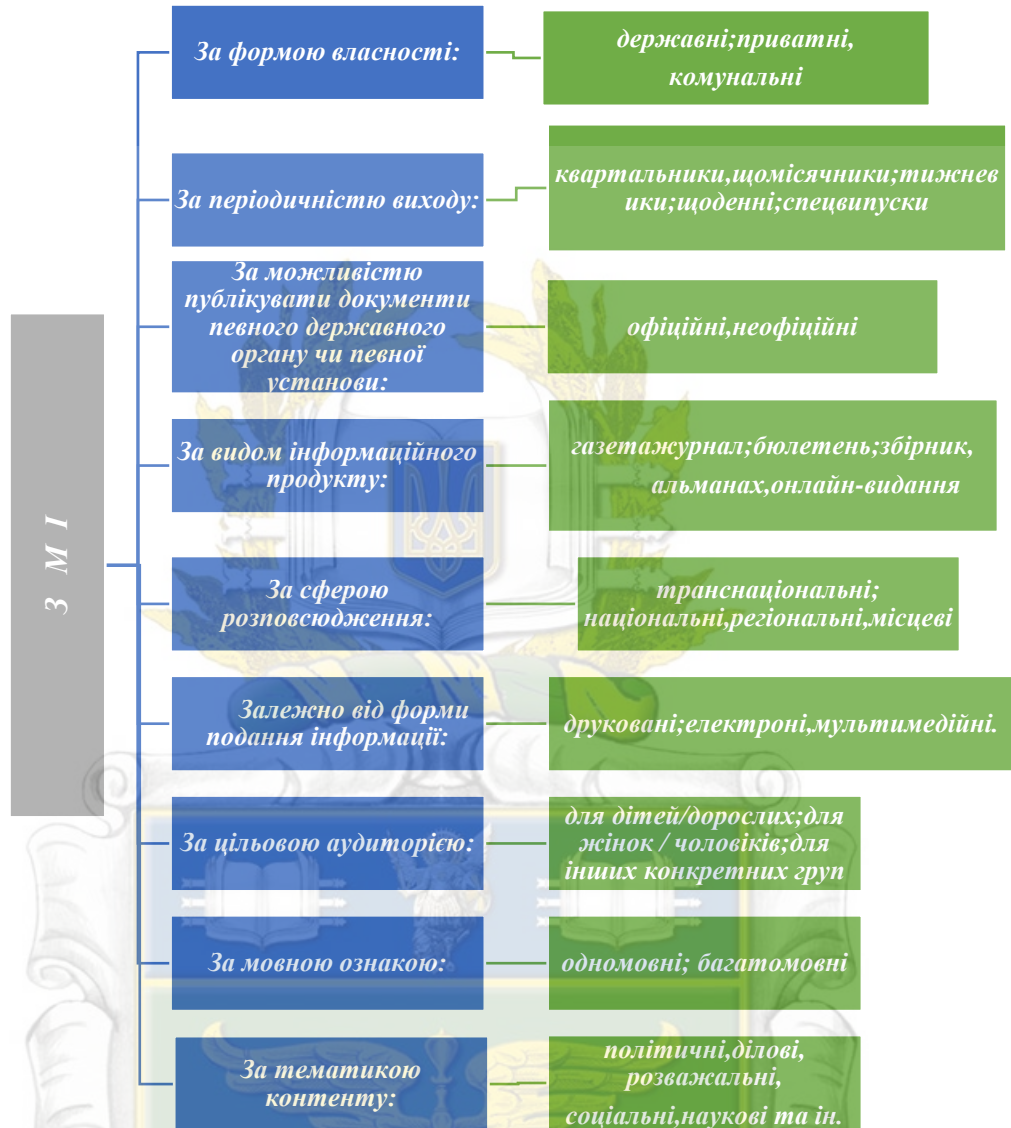 З М І
За формою власності:
державні;приватні,
комунальні
За періодичністю виходу:
квартальники,щомісячники;тижнев
ики;щоденні;спецвипуски
За можливістю
публікувати документи
певного державного
органу чи певної
установи:
офіційні,неофіційні
За видом інформаційного
продукту:
газетажурнал;бюлетень;збірник,
альманах,онлайн-видання
За сферою
розповсюдження:
транснаціональні;
національні,регіональні,місцеві
Залежно від форми
подання інформації:
друковані;електроні,мультимедійні.
За цільовою аудиторією:
для дітей/дорослих;для
жінок / чоловіків;для
інших конкретних груп
За мовною ознакою:
одномовні; багатомовні
За тематикою
контенту:
політичні,ділові,
розважальні,
соціальні,наукові та ін.